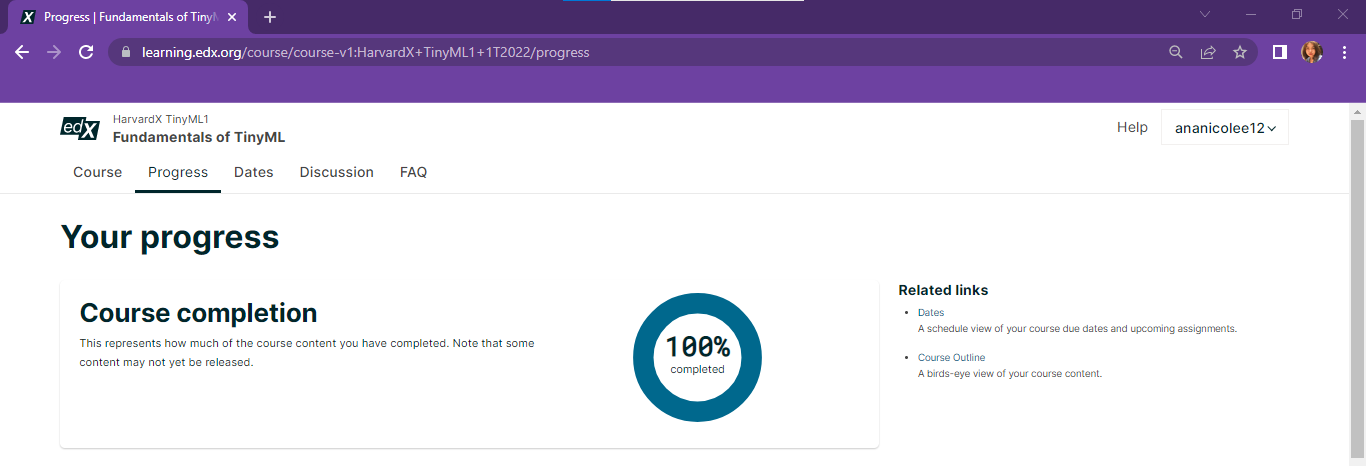 Progress | Fundamentals of Tiny
learning.edx.org/course/course-v1:HarvardX+TinyML1+1T2022/progress
edX
HarvardX TinyML1
Fundamentals of TinyML
Help
ananicolee12
Course
Progress
Dates
Discussion
FAQ
Your progress
Course completion
This represents how much of the course content you have completed. Note that some
content may not yet be released.
100%
completed
Related links
Dates
A schedule view of your course due dates and upcoming assignments.
Course Outline
A birds-eye view of your course content.